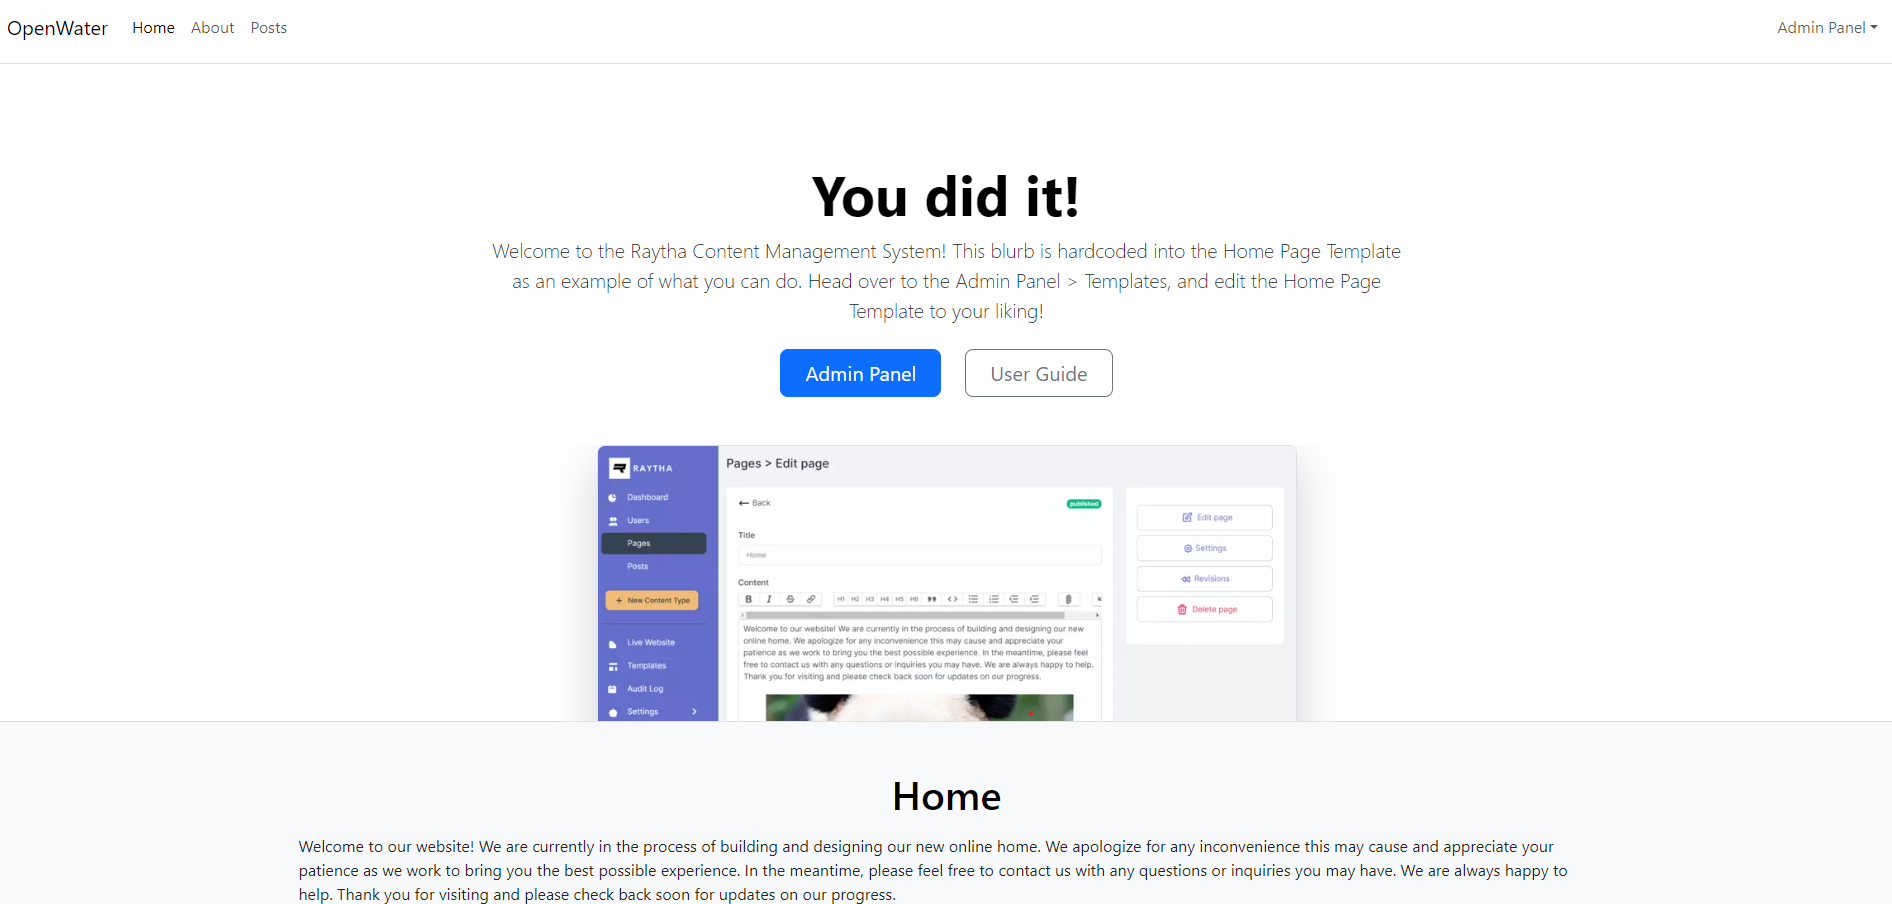 OpenWater Home About Posts Admin Panel
You did it!
Welcome to the Raytha Content Management System! This blurb is hardcoded into the Home Page Template
as an example of what you can do. Head over to the Admin Panel > Templates, and edit the Home Page
Template to your liking!
Admin Panel User Guide
RAYTHA
Dashboard
Users
Pages
Posts
+ New Content Type
Live Website
Templates
Audit Log
Settings
Pages > Edit page
← Back
published
Title
Home
Content
B I S H1 H2 H3 H4 H5 H6
Welcome to our website! We are currently in the process of building and designing our new
online home. We apologize for any inconvenience this may cause and appreciate your
patience as we work to bring you the best possible experience. In the meantime, please feel
free to contact us with any questions or inquiries you may have. We are always happy to help.
Thank you for visiting and please check back soon for updates on our progress.
Edit page
Settings
Revisions
Delete page
Home
Welcome to our website! We are currently in the process of building and designing our new online home. We apologize for any inconvenience this may cause and appreciate your
patience as we work to bring you the best possible experience. In the meantime, please feel free to contact us with any questions or inquiries you may have. We are always happy to
help. Thank you for visiting and please check back soon for updates on our progress.